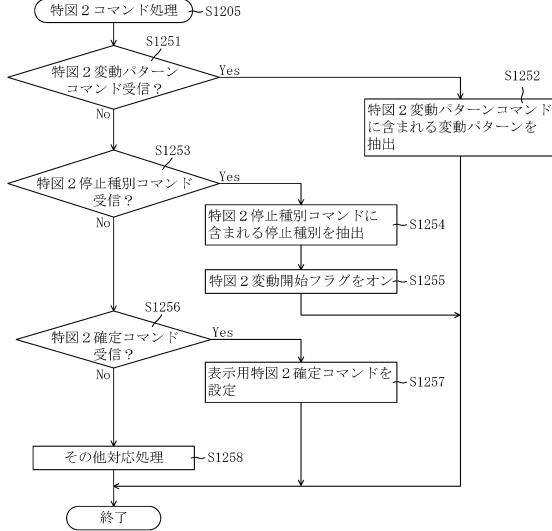 特図２コマンド処理
S1205
S1251
特図２変動パターン
コマンド受信？
Yes
No
S1252
特図２変動パターンコマンド
に含まれる変動パターンを
抽出
S1253
特図２停止種別コマンド
受信？
Yes
No
特図２停止種別コマンドに
含まれる停止種別を抽出
S1254
特図２変動開始フラグをオン
S1255
S1256
特図２確定コマンド
受信？
Yes
No
表示用特図２確定コマンドを
設定
S1257
その他対応処理
S1258
終了